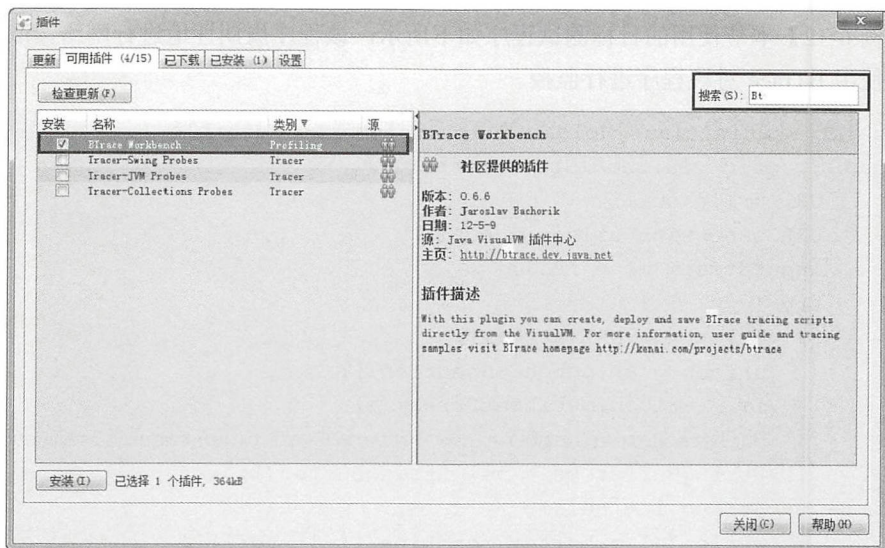 插件
更新 可用插件 (4/15) 已下载 已安装 (1) 设置
检查更新(F)
搜索(S): Bt
安装 名称 类别 源
BTrace Workbench Profiling
Tracer-Swing Probes Tracer
Tracer-JVM Probes Tracer
Tracer-Collections Probes Tracer
BTrace Workbench
社区提供的插件
版本: 0.6.6
作者: Jaroslav Bachorik
日期: 12-5-9
源: Java VisualVM 插件中心
主页: http://btrace.dev.java.net
插件描述
With this plugin you can create, deploy and save BTrace tracing scripts
directly from the VisualVM. For more information, user guide and tracing
samples visit BTrace homepage http://kenai.com/projects/btrace
安装(I) 已选择 1 个插件, 364kB
关闭(C) 帮助(H)